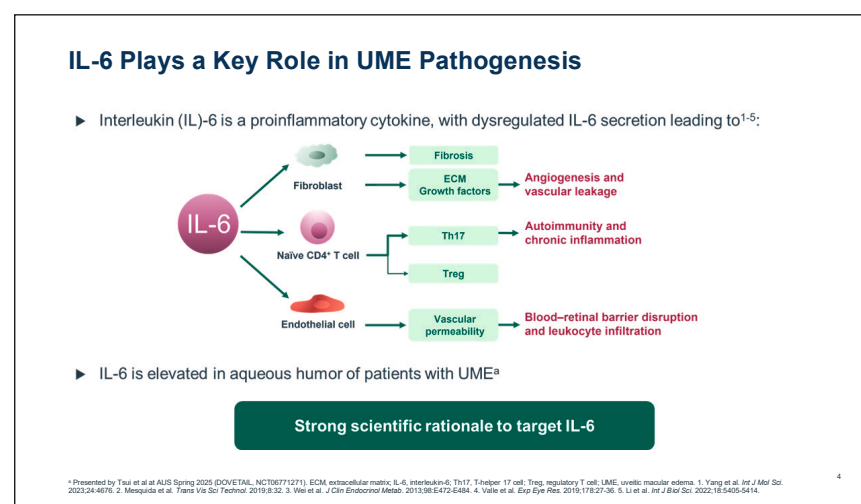 IL-6 Plays a Key Role in UME Pathogenesis
► Interleukin (IL)-6 is a proinflammatory cytokine, with dysregulated IL-6 secretion leading to1-5:
IL-6
Fibroblast
Fibrosis
ECM
Growth factors
Angiogenesis and
vascular leakage
Naïve CD4+ T cell
Th17
Autoimmunity and
chronic inflammation
Treg
Endothelial cell
Vascular
permeability
Blood–retinal barrier disruption
and leukocyte infiltration
► IL-6 is elevated in aqueous humor of patients with UMEa
Strong scientific rationale to target IL-6
4
a Presented by Tsui et al at AUS Spring 2025 (DOVETAIL, NCT06771271). ECM, extracellular matrix; IL-6, interleukin-6; Th17, T-helper 17 cell; Treg, regulatory T cell; UME, uveitic macular edema. 1. Yang et al. Int J Mol Sci.
2023;24:4676. 2. Mesquida et al. Trans Vis Sci Technol. 2019;8:32. 3. Wei et al. J Clin Endocrinol Metab. 2013;98:E472-E484. 4. Valle et al. Exp Eye Res. 2019;178:27-36. 5. Li et al. Int J Biol Sci. 2022;18:5405-5414.